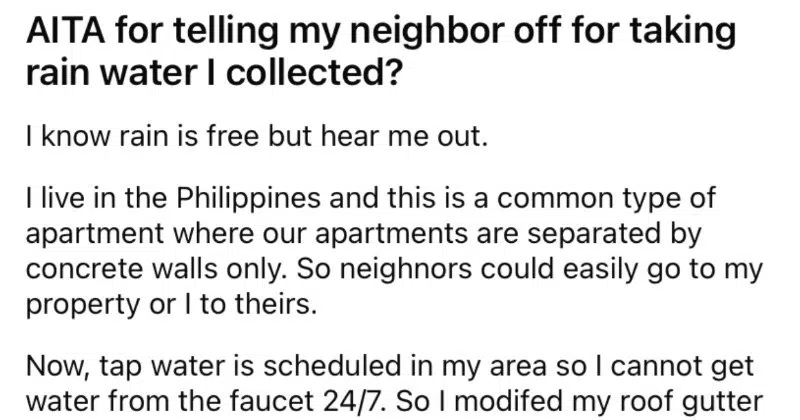 AITA for telling my neighbor off for taking
rain water I collected?
I know rain is free but hear me out.
I live in the Philippines and this is a common type of
apartment where our apartments are separated by
concrete walls only. So neighnors could easily go to my
property or I to theirs.
Now, tap water is scheduled in my area so I cannot get
water from the faucet 24/7. So I modifed my roof gutter